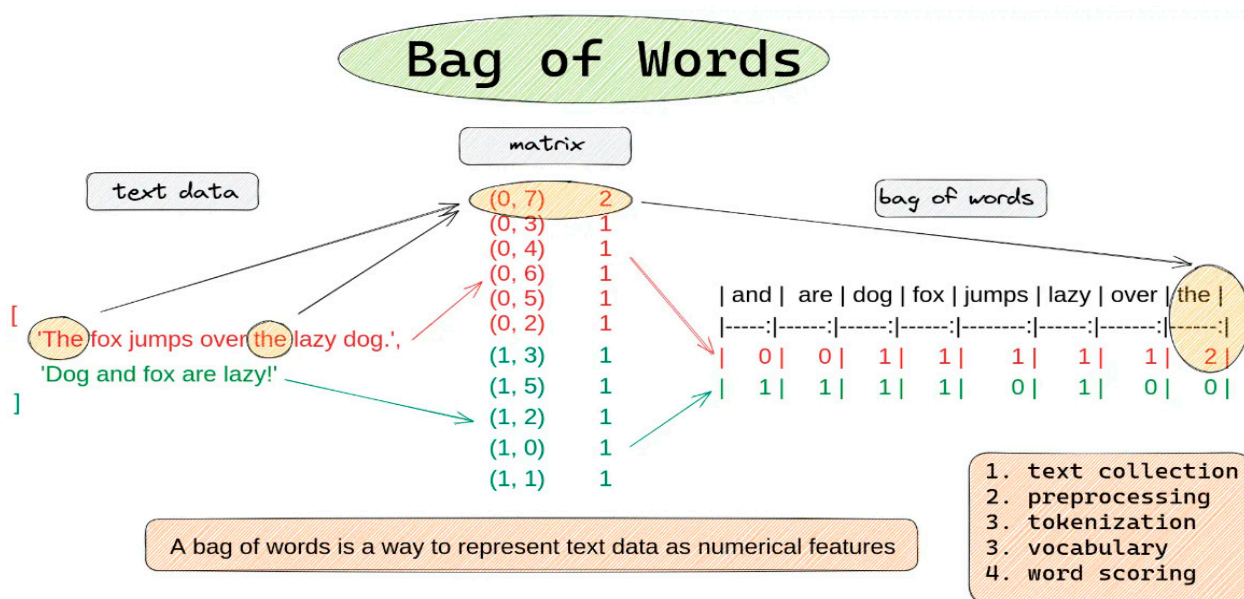 Bag of Words
matrix
text data
bag of words
(0, 7) 2
(0, 3) 1
(0, 4) 1
(0, 6) 1
(0, 5) 1
(0, 2) 1
(1, 3) 1
(1, 5) 1
(1, 2) 1
(1, 0) 1
(1, 1) 1
[
'The fox jumps over the lazy dog.',
'Dog and fox are lazy!'
]
| and | are | dog | fox | jumps | lazy | over | the |
|-----:|------:|------:|------:|--------:|-------:|-------:|------:|
| 0| 0| 1| 1| 1| 1| 1| 2|
| 1| 1| 1| 1| 0| 1| 0| 0|
1. text collection
2. preprocessing
3. tokenization
3. vocabulary
4. word scoring
A bag of words is a way to represent text data as numerical features